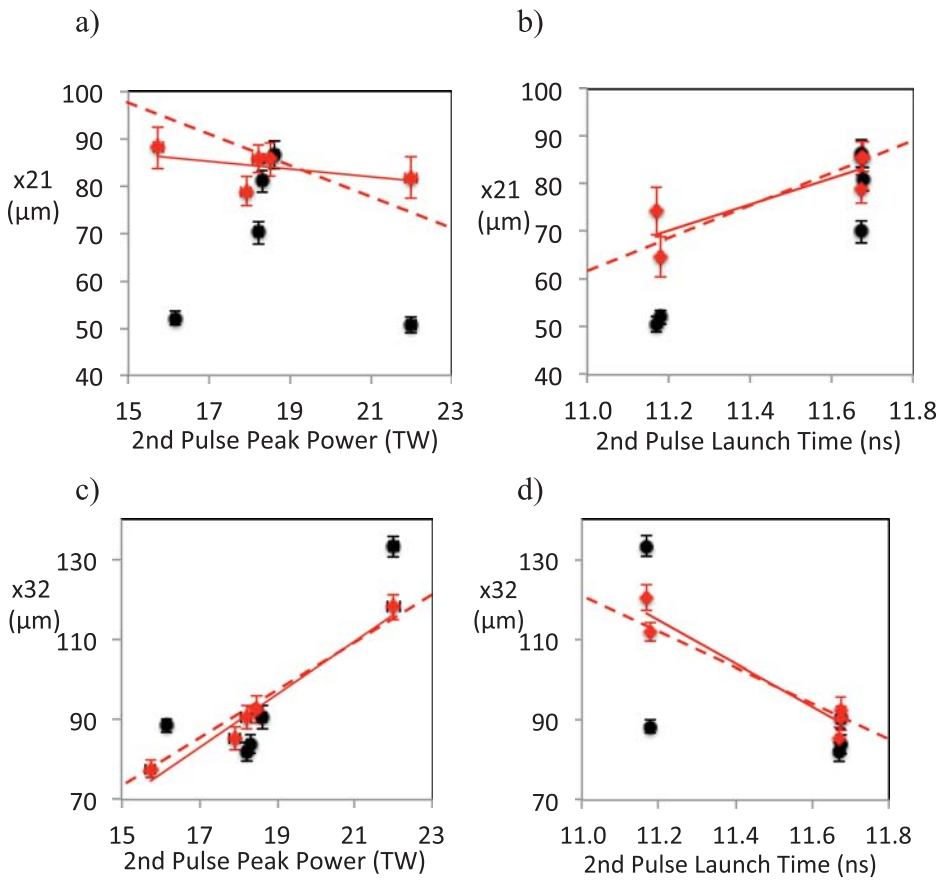 a)
100
90
80
70
60
50
40
x21
(μm)
15 17 19 21 23
2nd Pulse Peak Power (TW)
b)
100
90
80
70
60
50
40
x21
(μm)
11.0 11.2 11.4 11.6 11.8
2nd Pulse Launch Time (ns)
c)
130
110
90
70
x32
(μm)
15 17 19 21 23
2nd Pulse Peak Power (TW)
d)
130
110
90
70
x32
(μm)
11.0 11.2 11.4 11.6 11.8
2nd Pulse Launch Time (ns)